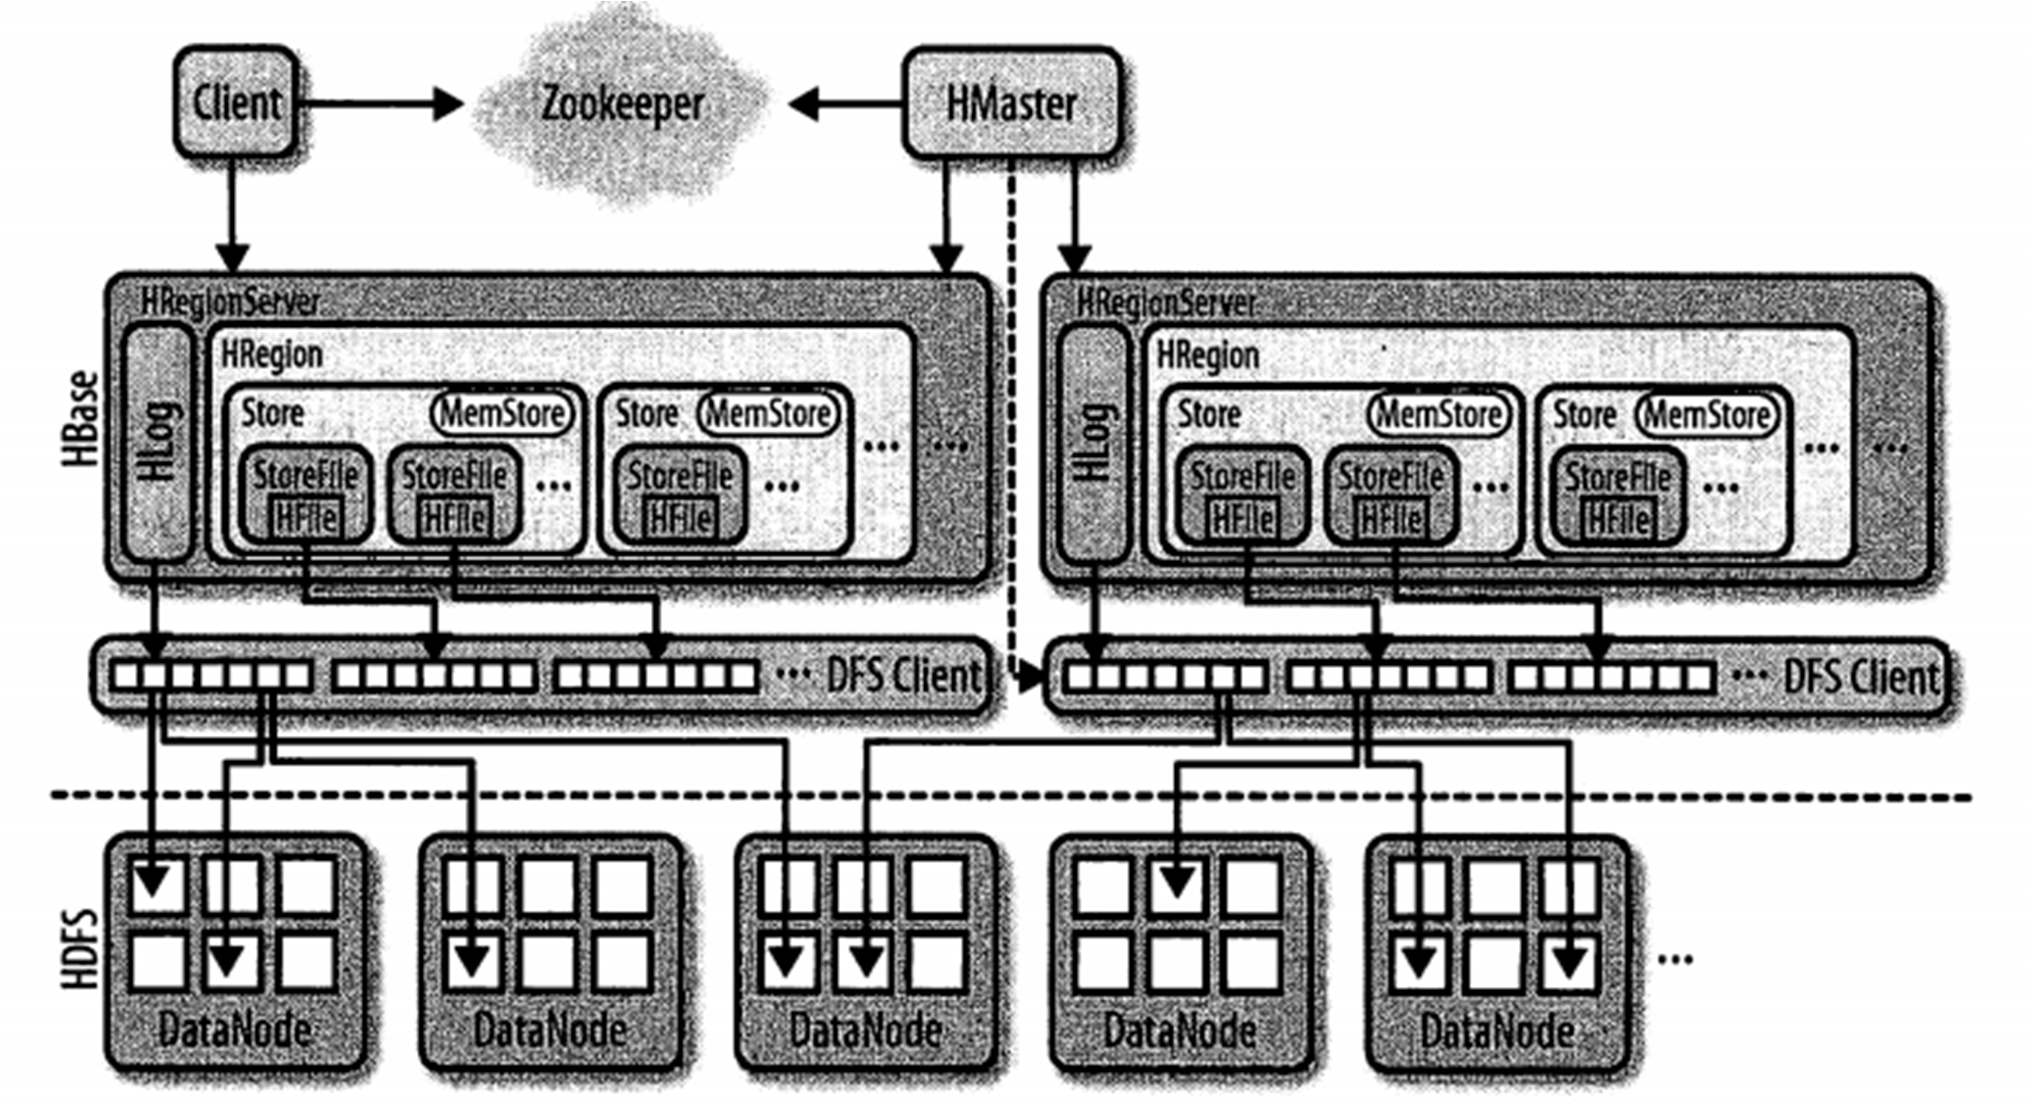 Client
Zookeeper
HMaster
HBase
HRegionServer
HLog
HRegion
Store
MemStore
StoreFile
HFile
StoreFile
HFile
...
Store
MemStore
StoreFile
HFile
...
...
...
HRegionServer
HLog
HRegion
Store
MemStore
StoreFile
HFile
StoreFile
HFile
...
Store
MemStore
StoreFile
HFile
...
...
...
... DFS Client
... DFS Client
HDFS
DataNode
DataNode
DataNode
DataNode
DataNode
...